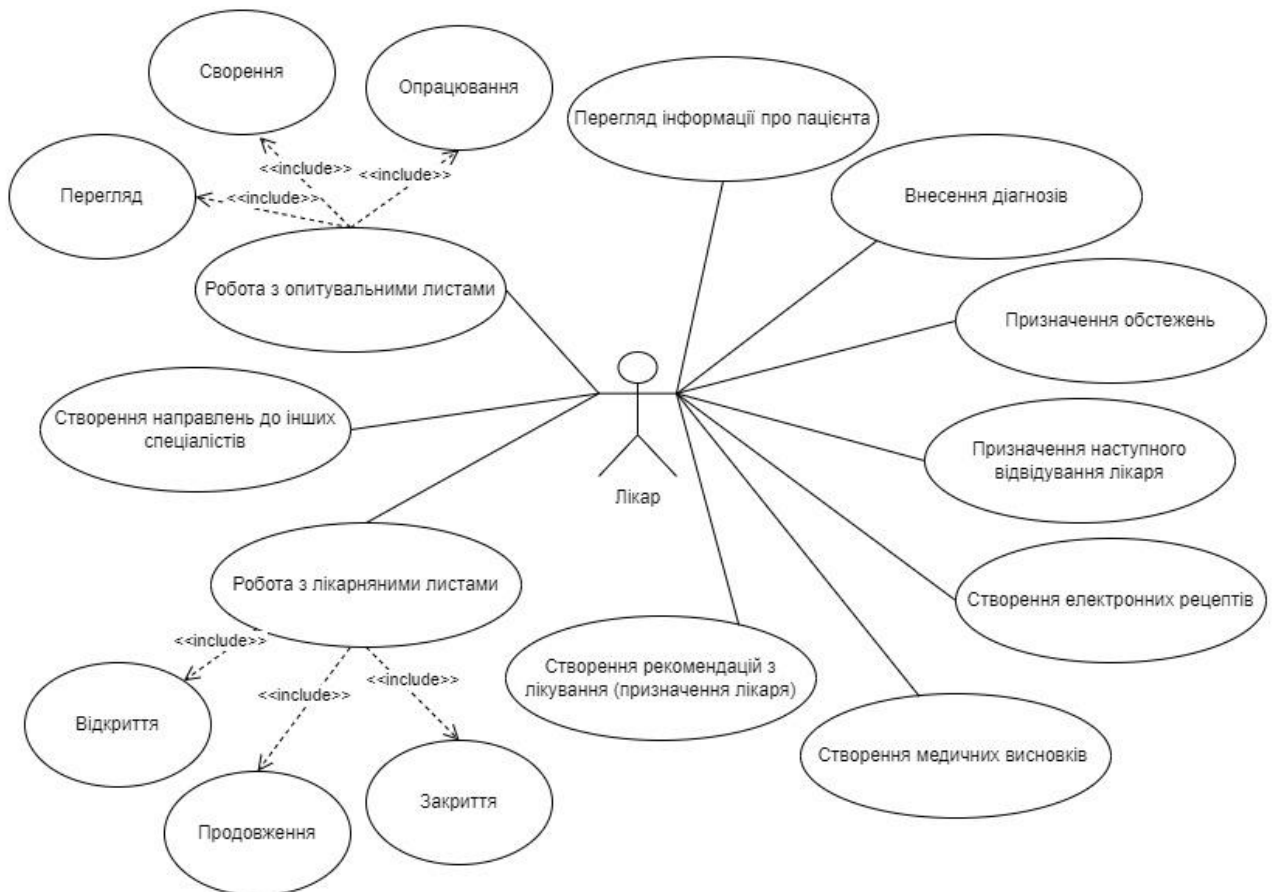 Сворення
Опрацювання
Перегляд інформації про пацієнта
<<include>>
<<include>>
<<include>>
Перегляд
Внесення діагнозів
Робота з опитувальними листами
Призначення обстежень
Створення направлень до інших
спеціалістів
Призначення наступного
відвідування лікаря
Лікар
Робота з лікарняними листами
Створення електронних рецептів
<<include>>
<<include>>
<<include>>
Створення рекомендацій з
лікування (призначення лікаря)
Відкриття
Створення медичних висновків
Закриття
Продовження